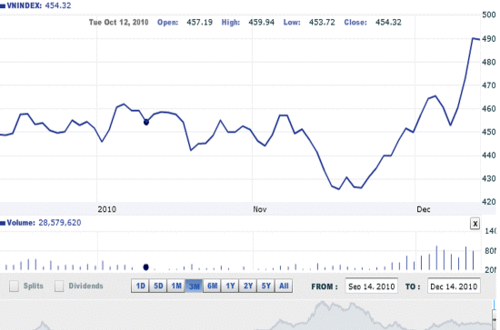 VNINDEX: 454.32
500
Tue Oct 12, 2010 Open: 457.19 High: 459.94 Low: 453.72 Close: 454.32
490
480
470
460
450
440
430
420
2010 Nov Dec
Volume: 28,579,620 X
140
80M
20M
Splits Dividends 1D 5D 1M 3M 6M 1Y 2Y 5Y All FROM: Sep 14. 2010 TO: Dec 14. 2010